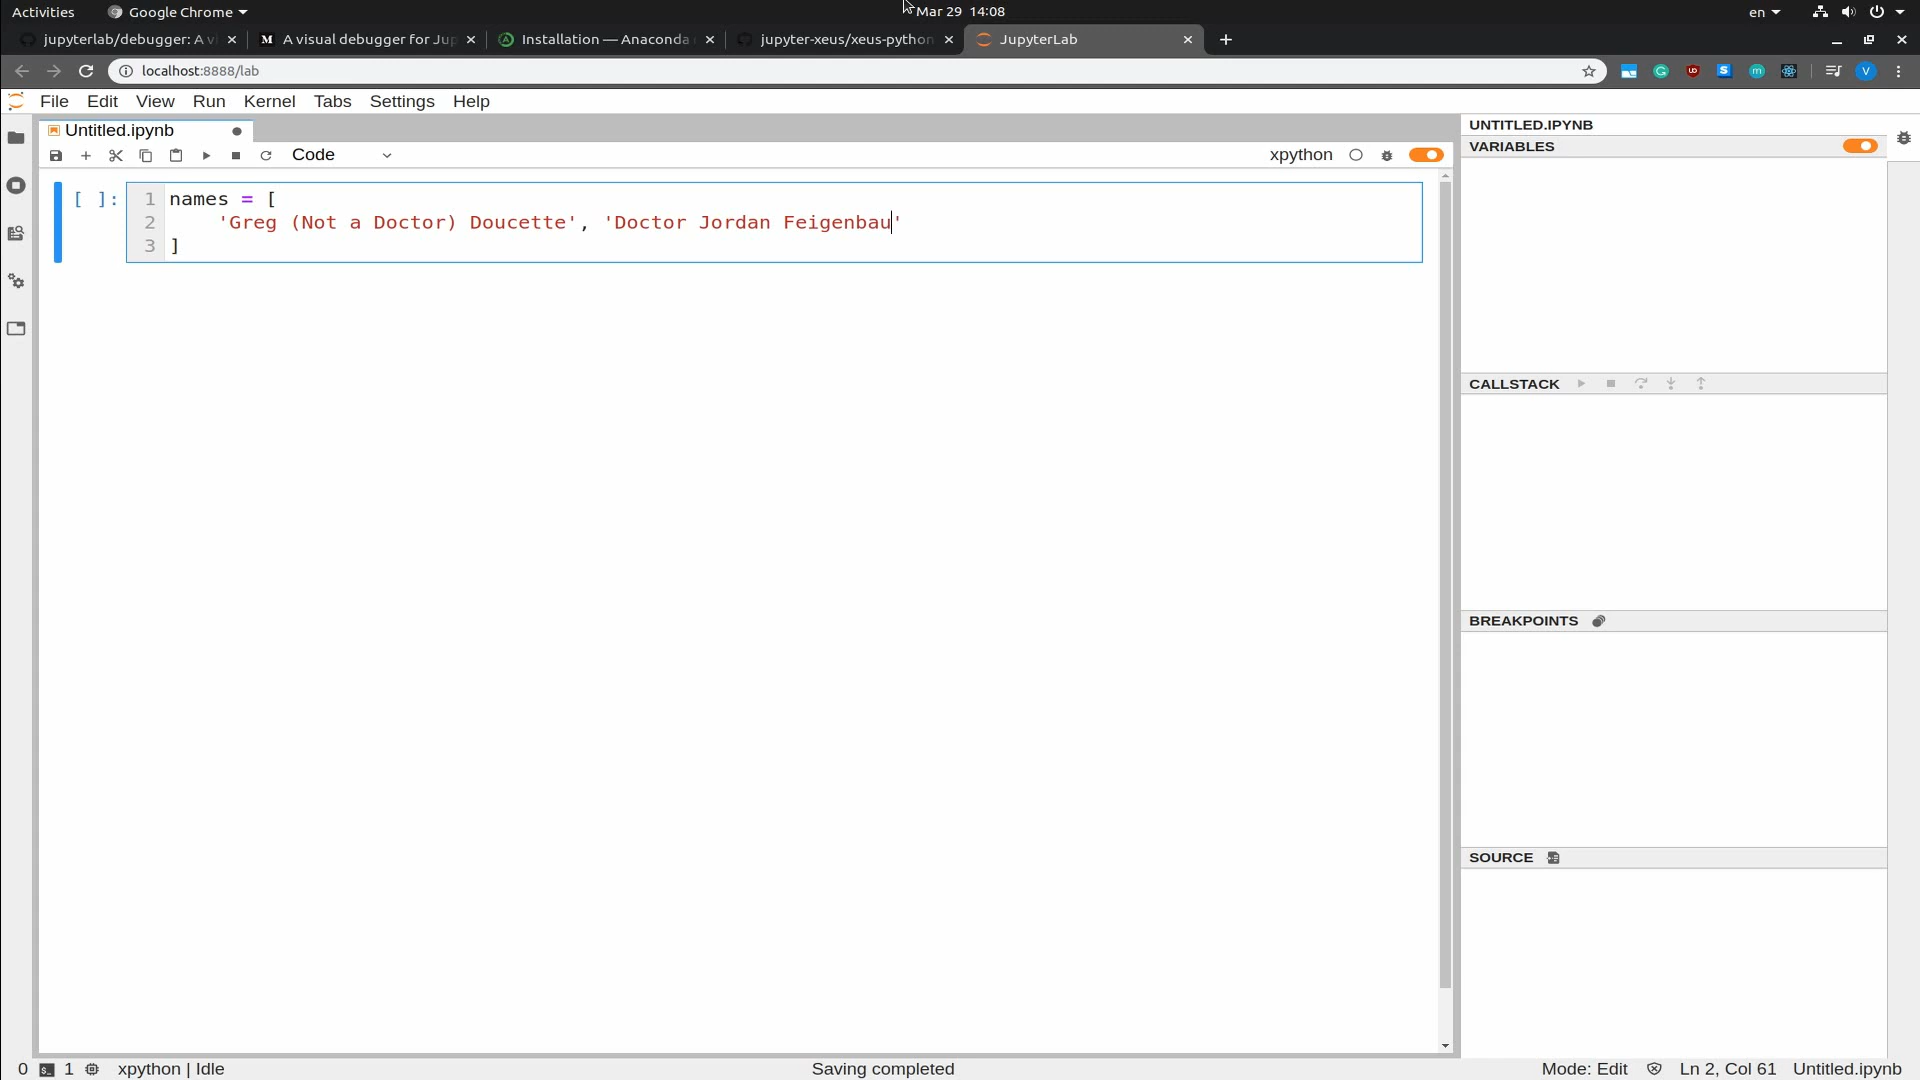 Activities Google Chrome Mar 29 14:08 en
jupyterlab/debugger: A vi M A visual debugger for Jup Installation — Anaconda jupyter-xeus/xeus-python JupyterLab
localhost:8888/lab V
File Edit View Run Kernel Tabs Settings Help
Untitled.ipynb
Code xpython
[ ]: 1 names = [
2 'Greg (Not a Doctor) Doucette', 'Doctor Jordan Feigenbau'
3 ]
UNTITLED.IPYNB
VARIABLES
CALLSTACK
BREAKPOINTS
SOURCE
0 1 xpython | Idle Saving completed Mode: Edit Ln 2, Col 61 Untitled.ipynb